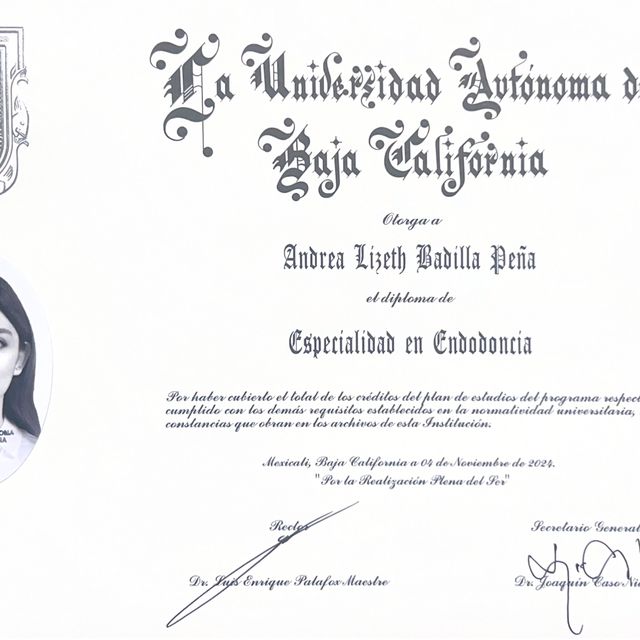 La Universidad Autónoma de
Baja California
Otorga a
Andrea Lizeth Badilla Peña
el diploma de
Especialidad en Endodoncia
Por haber cubierto el total de los créditos del plan de estudios del programa
cumplido con los demás requisitos establecidos en la normatividad universitaria,
constancias que obran en los archivos de esta Institución.
Mexicali, Baja California a 04 de Noviembre de 2024.
"Por la Realización Plena del Ser"
Rector
Secretario General
Dr. Luis Enrique Palafox Maestre
Dr. Joaquín Caso